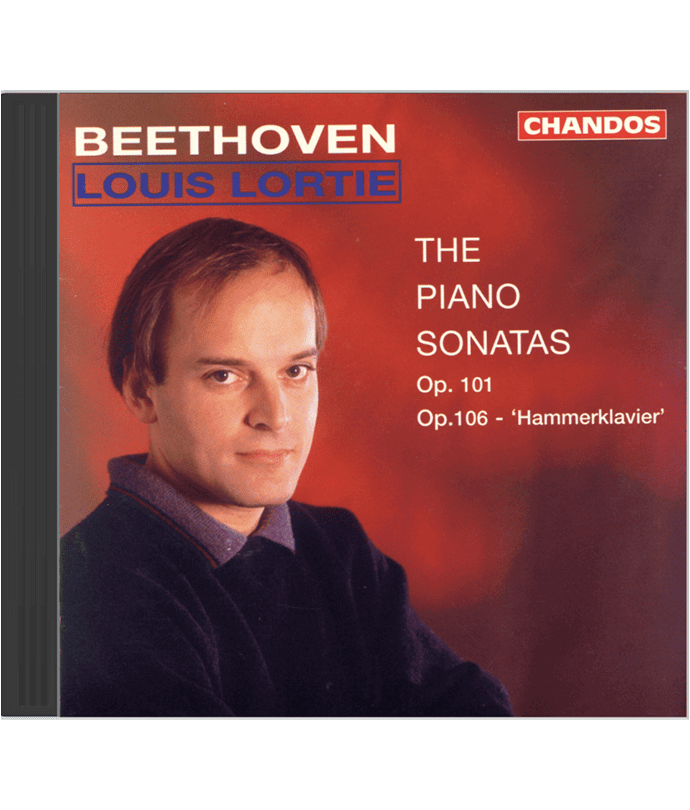 BEETHOVEN
LOUIS LORTIE
CHANDOS
THE
PIANO
SONATAS
Op. 101
Op.106 - ‘Hammerklavier’